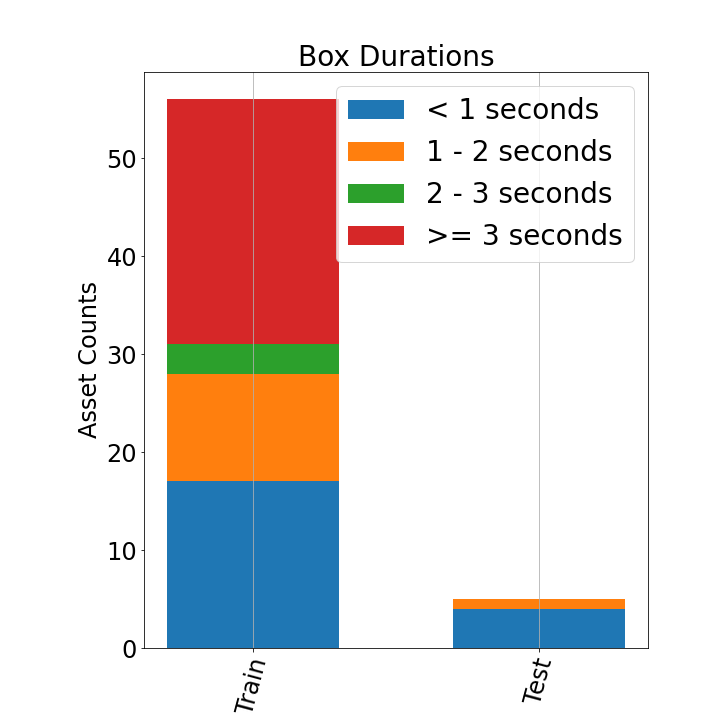 Box Durations
< 1 seconds
1 - 2 seconds
2 - 3 seconds
>= 3 seconds
Asset Counts
50
40
30
20
10
0
Train
Test